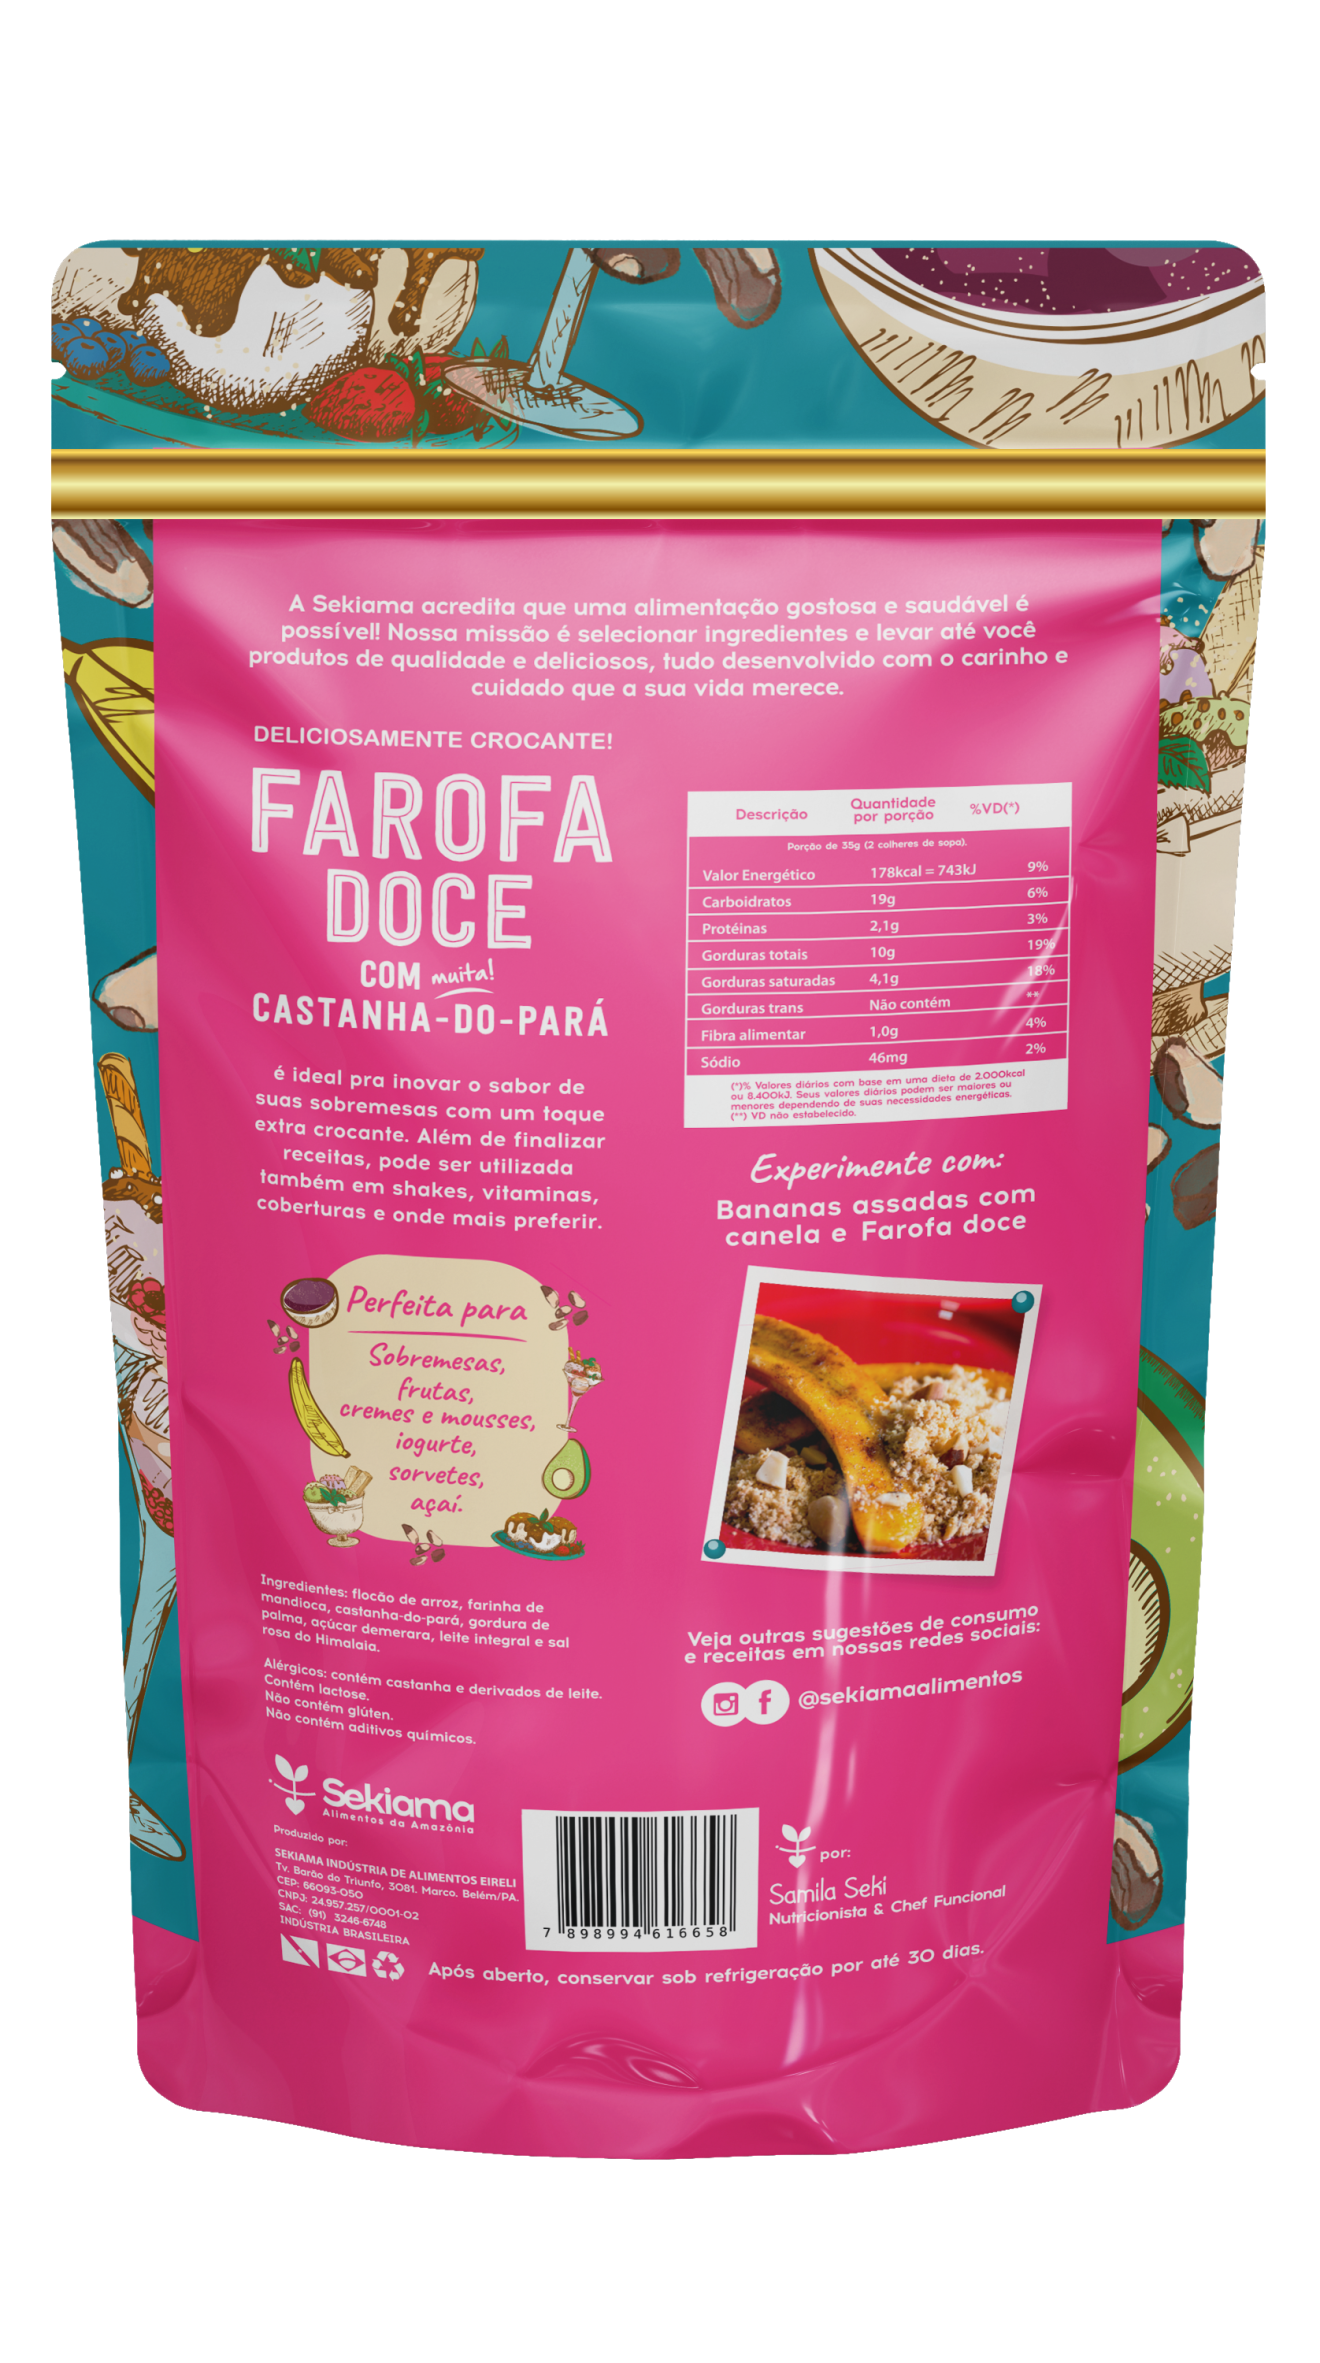 A Sekiama acredita que uma alimentação gostosa e saudável é
possível! Nossa missão é selecionar ingredientes e levar até você
produtos de qualidade e deliciosos, tudo desenvolvido com o carinho e
cuidado que a sua vida merece.
DELICIOSAMENTE CROCANTE!
FAROFA
DOCE
COM muita!
CASTANHA-DO-PARÁ
é ideal pra inovar o sabor de
suas sobremesas com um toque
extra crocante. Além de finalizar
receitas, pode ser utilizada
também em shakes, vitaminas,
coberturas e onde mais preferir.
Perfeita para
Sobremesas,
frutas,
cremes e mousses,
iogurte,
sorvetes,
açaí.
Ingredientes: flocão de arroz, farinha de
mandioca, castanha-do-pará, gordura de
palma, açúcar demerara, leite integral e sal
rosa do Himalaia.
Alérgicos: contém castanha e derivados de leite.
Contém lactose.
Não contém glúten.
Não contém aditivos químicos.
Sekiama
Alimentos da Amazônia
Produzido por:
SEKIAMA INDÚSTRIA DE ALIMENTOS EIRELI
Tv. Barão do Triunfo, 3081. Marco. Belém/PA.
CEP: 66093-050
CNPJ: 24.957.257/0001-02
SAC: (91) 3246-6748
INDÚSTRIA BRASILEIRA
Descrição Quantidade por porção %VD(*)
Porção de 35g (2 colheres de sopa).
Valor Energético 178kcal = 743kJ 9%
Carboidratos 19g 6%
Protéinas 2,1g 3%
Gorduras totais 10g 19%
Gorduras saturadas 4,1g 18%
Gorduras trans Não contém **
Fibra alimentar 1,0g 4%
Sódio 46mg 2%
(*)% Valores diários com base em uma dieta de 2.000kcal
ou 8.400kJ. Seus valores diários podem ser maiores ou
menores dependendo de suas necessidades energéticas.
(**) VD não estabelecido.
Experimente com:
Bananas assadas com
canela e Farofa doce
Veja outras sugestões de consumo
e receitas em nossas redes sociais:
@sekiamaalimentos
7 898994 616658
por:
Samila Seki
Nutricionista & Chef Funcional
Após aberto, conservar sob refrigeração por até 30 dias.